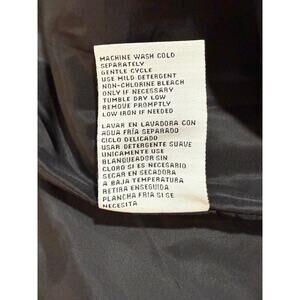 MACHINE WASH COLD
SEPARATELY
GENTLE CYCLE
USE MILD DETERGENT
NON-CHLORINE BLEACH
ONLY IF NECESSARY
TUMBLE DRY LOW
REMOVE PROMPTLY
LOW IRON IF NEEDED
LAVAR EN LAVADORA CON
AGUA FRÍA SEPARADO
CICLO DELICADO
USAR DETERGENTE SUAVE
UNICAMENTE USE
BLANQUEADOR SIN
CLORO SI ES NECESARIO
SECAR EN SECADORA
A BAJA TEMPERATURA
RETIRA ENSEGUIDA
PLANCHA FRIA SI SE
NECESITA